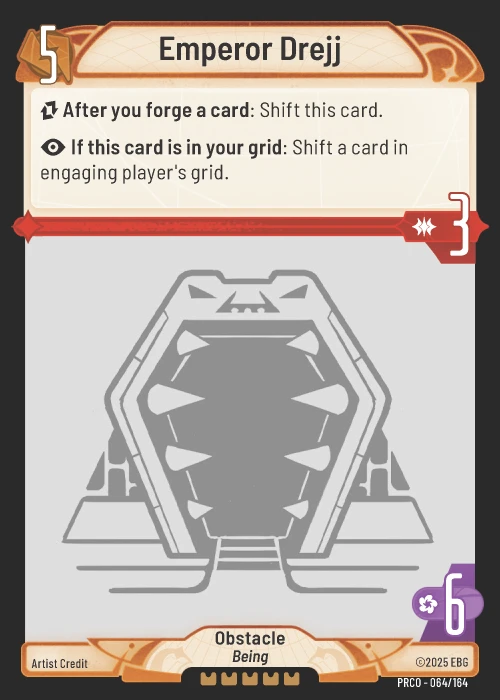 5
Emperor Drejj
After you forge a card: Shift this card.
If this card is in your grid: Shift a card in
engaging player's grid.
3
6
Obstacle
Being
Artist Credit
©2025 EBG
PRCO - 064/164